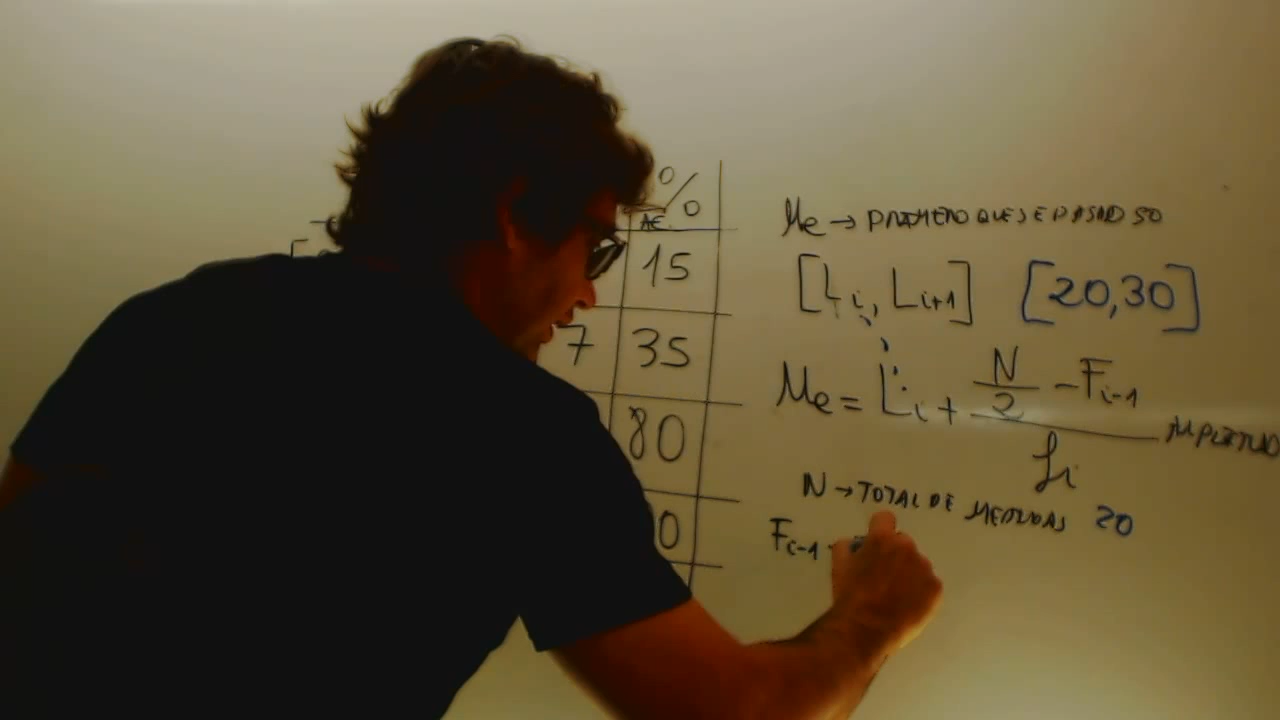 %
AC.
15
7 35
80
0
Me → PRIMERO QUE SE PASA D 50
[Li, Li+1] [20,30]
Me = Li + N/2 - Fi-1 / fi AMPLITUD
N → TOTAL DE MEDIDAS 20
Fi-1